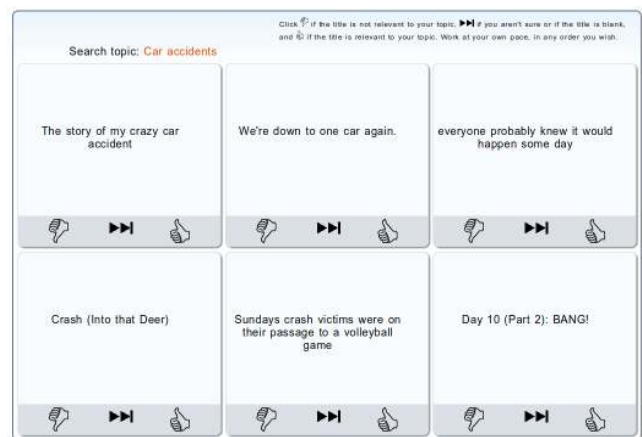 Click 👎 if the title is not relevant to your topic, ▶▶| if you aren't sure or if the title is blank,
and 👍 if the title is relevant to your topic. Work at your own pace, in any order you wish.
Search topic: Car accidents
The story of my crazy car
accident
We're down to one car again.
everyone probably knew it would
happen some day
Crash (Into that Deer)
Sundays crash victims were on
their passage to a volleyball
game
Day 10 (Part 2): BANG!